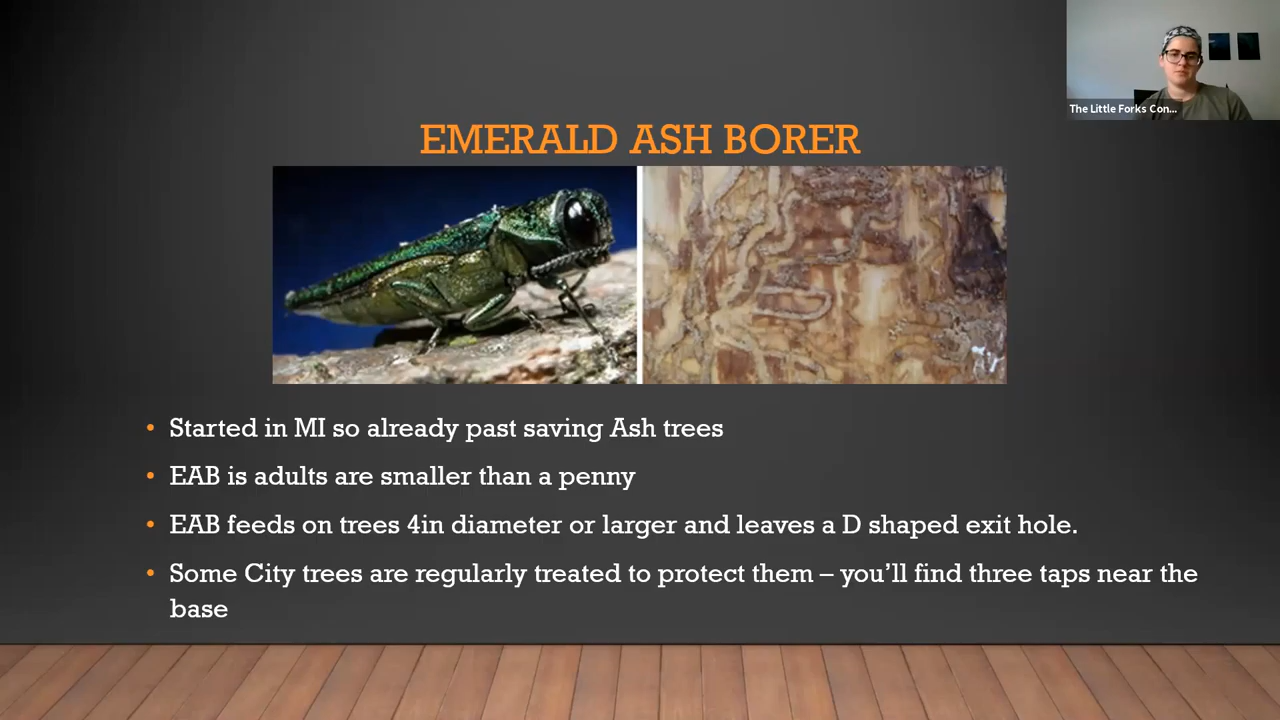 The Little Forks Con...
EMERALD ASH BORER
• Started in MI so already past saving Ash trees
• EAB is adults are smaller than a penny
• EAB feeds on trees 4in diameter or larger and leaves a D shaped exit hole.
• Some City trees are regularly treated to protect them – you’ll find three taps near the
base